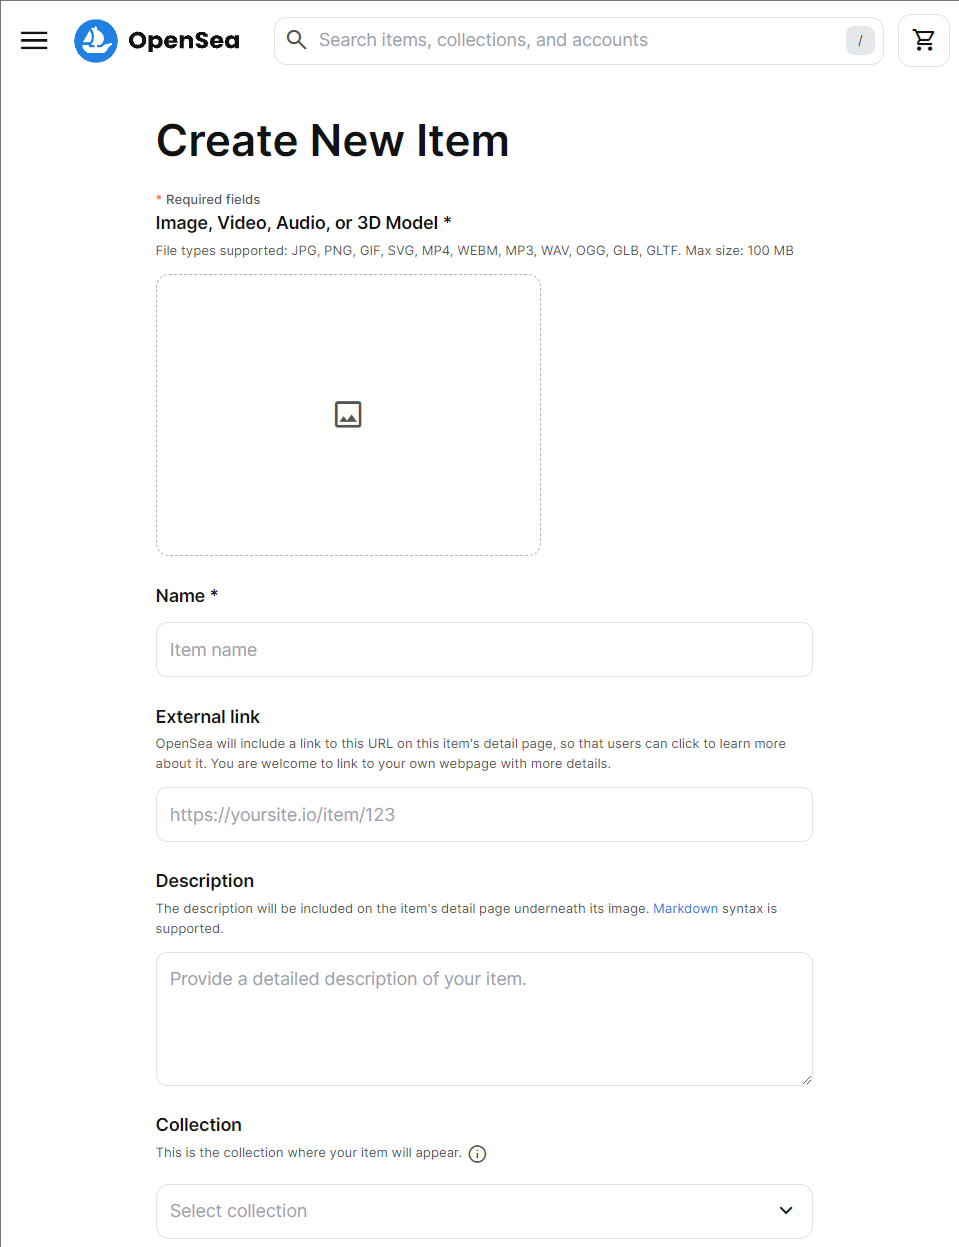 OpenSea
Search items, collections, and accounts
/
Create New Item
* Required fields
Image, Video, Audio, or 3D Model *
File types supported: JPG, PNG, GIF, SVG, MP4, WEBM, MP3, WAV, OGG, GLB, GLTF. Max size: 100 MB
Name *
Item name
External link
OpenSea will include a link to this URL on this item's detail page, so that users can click to learn more
about it. You are welcome to link to your own webpage with more details.
https://yoursite.io/item/123
Description
The description will be included on the item's detail page underneath its image. Markdown syntax is
supported.
Provide a detailed description of your item.
Collection
This is the collection where your item will appear.
Select collection